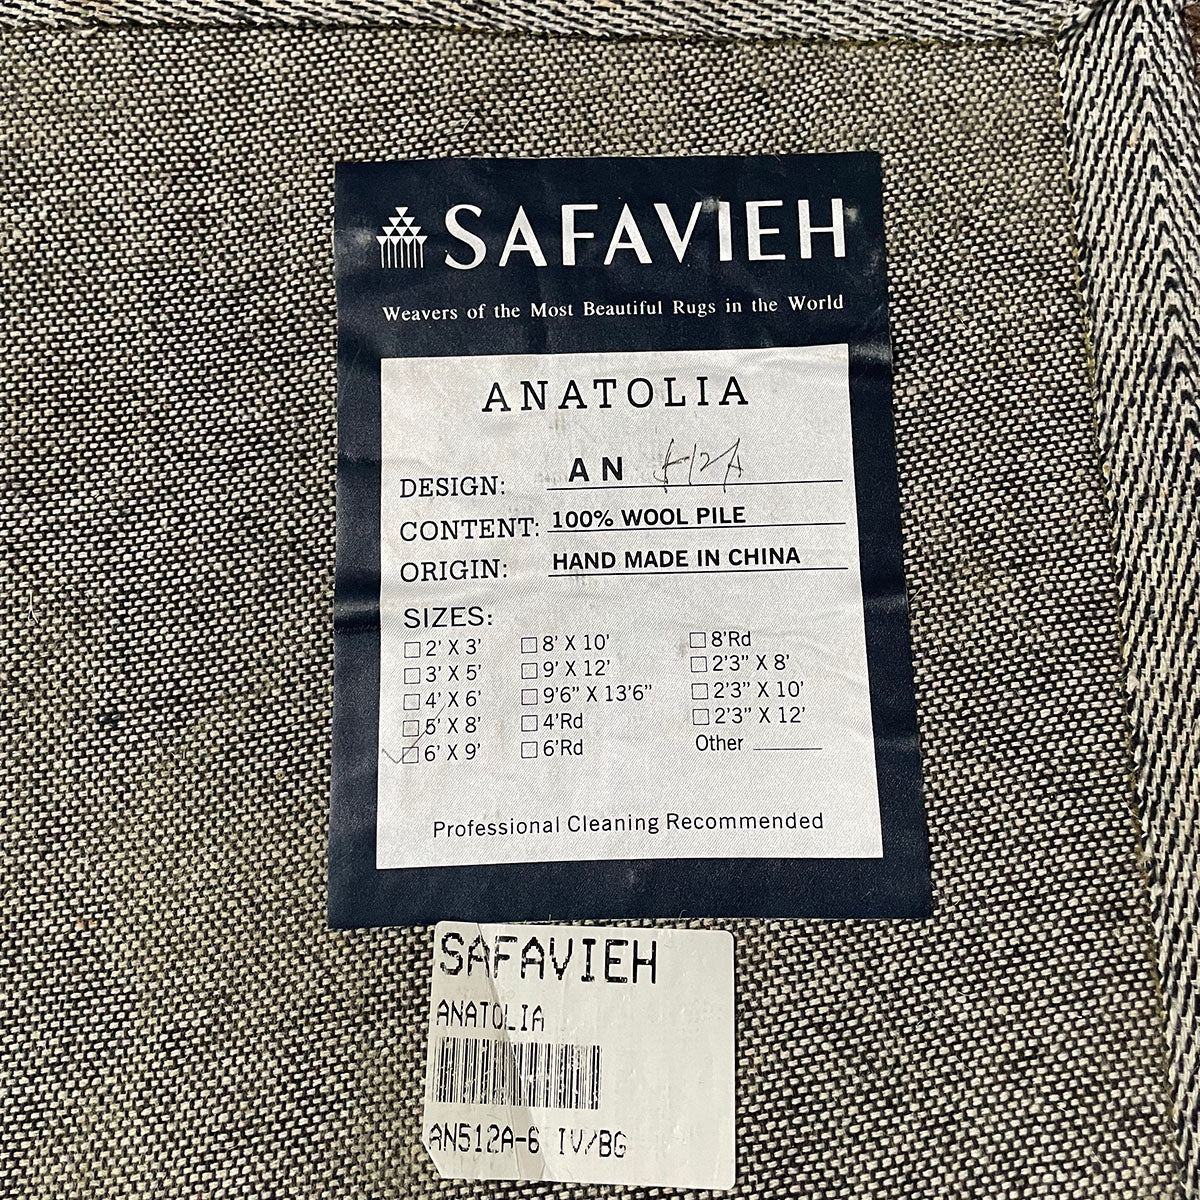 SAFAVIEH
Weavers of the Most Beautiful Rugs in the World
ANATOLIA
DESIGN: AN 512A
CONTENT: 100% WOOL PILE
ORIGIN: HAND MADE IN CHINA
SIZES:
2' X 3'
3' X 5'
4' X 6'
5' X 8'
6' X 9'
8' X 10'
9' X 12'
9'6" X 13'6"
4'Rd
6'Rd
8'Rd
2'3" X 8'
2'3" X 10'
2'3" X 12'
Other ______
Professional Cleaning Recommended
SAFAVIEH
ANATOLIA
AN512A-6 IV/BG